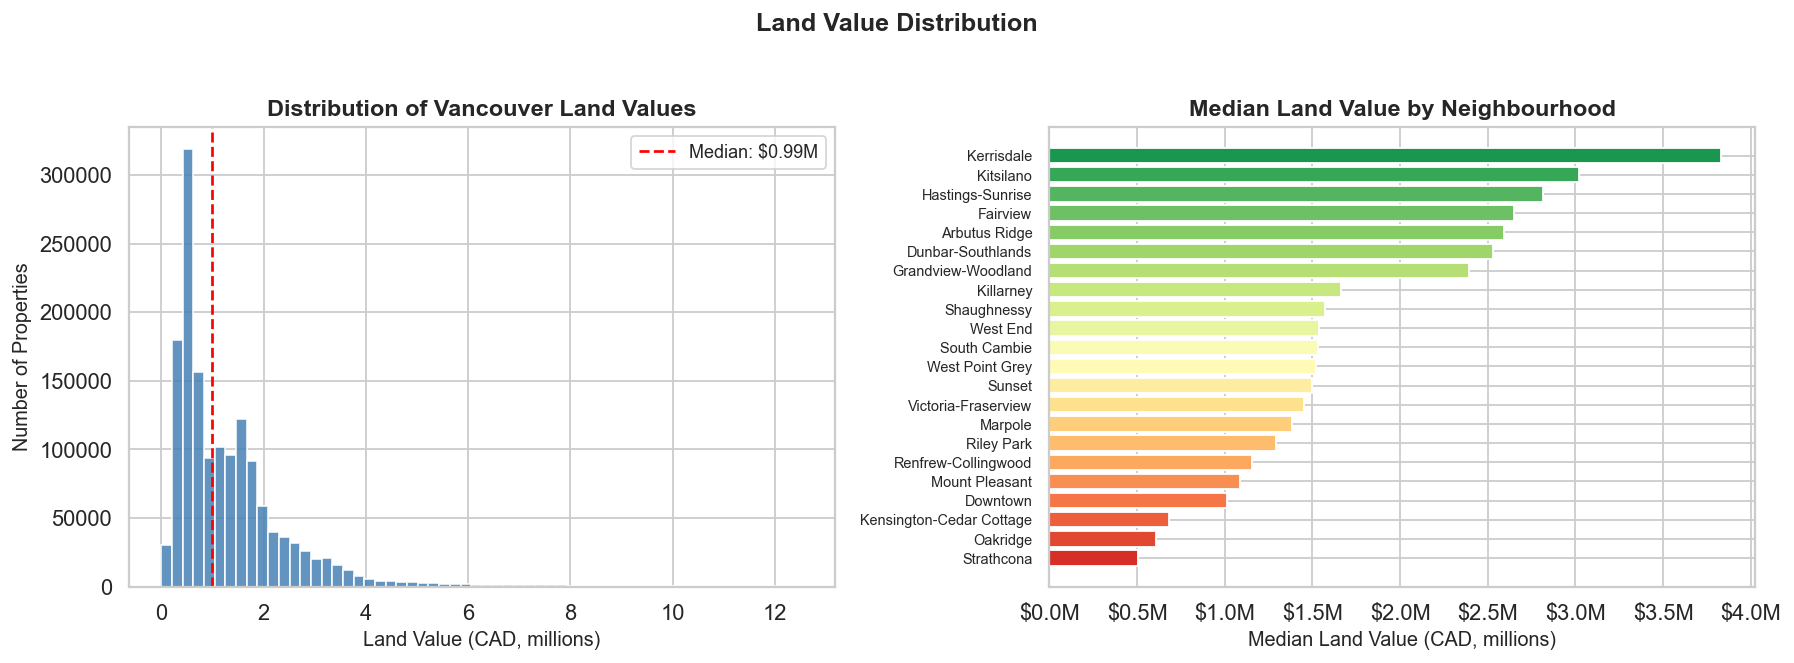 Land Value Distribution
Distribution of Vancouver Land Values
Median: $0.99M
Number of Properties
300000
250000
200000
150000
100000
50000
0
0 2 4 6 8 10 12
Land Value (CAD, millions)
Median Land Value by Neighbourhood
Kerrisdale
Kitsilano
Hastings-Sunrise
Fairview
Arbutus Ridge
Dunbar-Southlands
Grandview-Woodland
Killarney
Shaughnessy
West End
South Cambie
West Point Grey
Sunset
Victoria-Fraserview
Marpole
Riley Park
Renfrew-Collingwood
Mount Pleasant
Downtown
Kensington-Cedar Cottage
Oakridge
Strathcona
$0.0M $0.5M $1.0M $1.5M $2.0M $2.5M $3.0M $3.5M $4.0M
Median Land Value (CAD, millions)